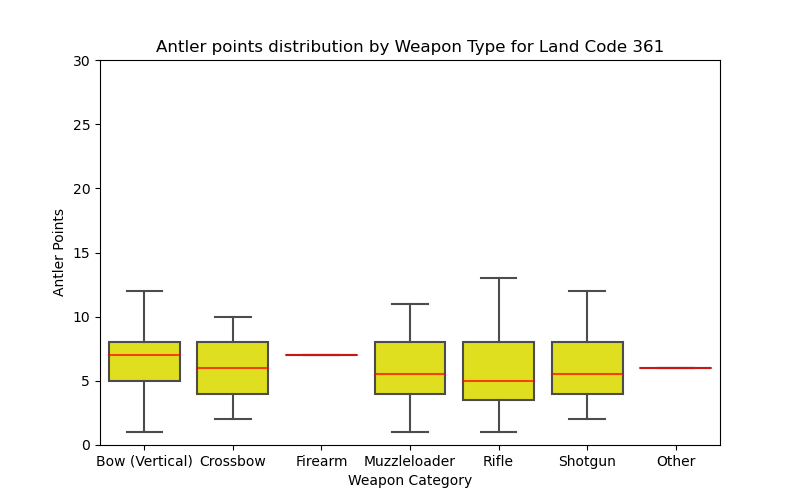 Antler points distribution by Weapon Type for Land Code 361
30
25
20
15
10
5
0
Antler Points
Bow (Vertical) Crossbow Firearm Muzzleloader Rifle Shotgun Other
Weapon Category